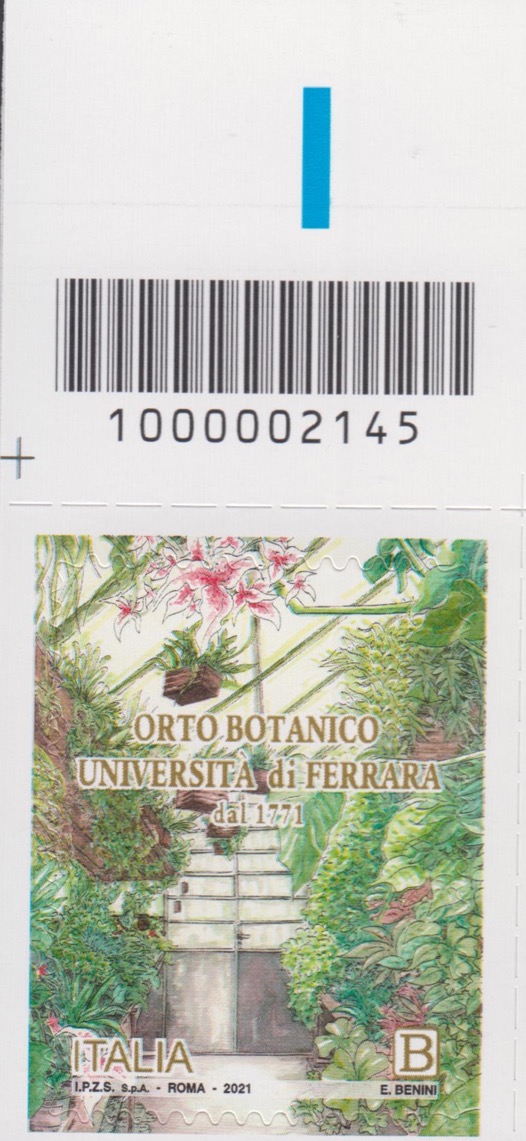 1000002145
ORTO BOTANICO
UNIVERSITÀ di FERRARA
dal 1771
ITALIA B
I.P.Z.S. S.p.A. - ROMA - 2021 E. BENINI